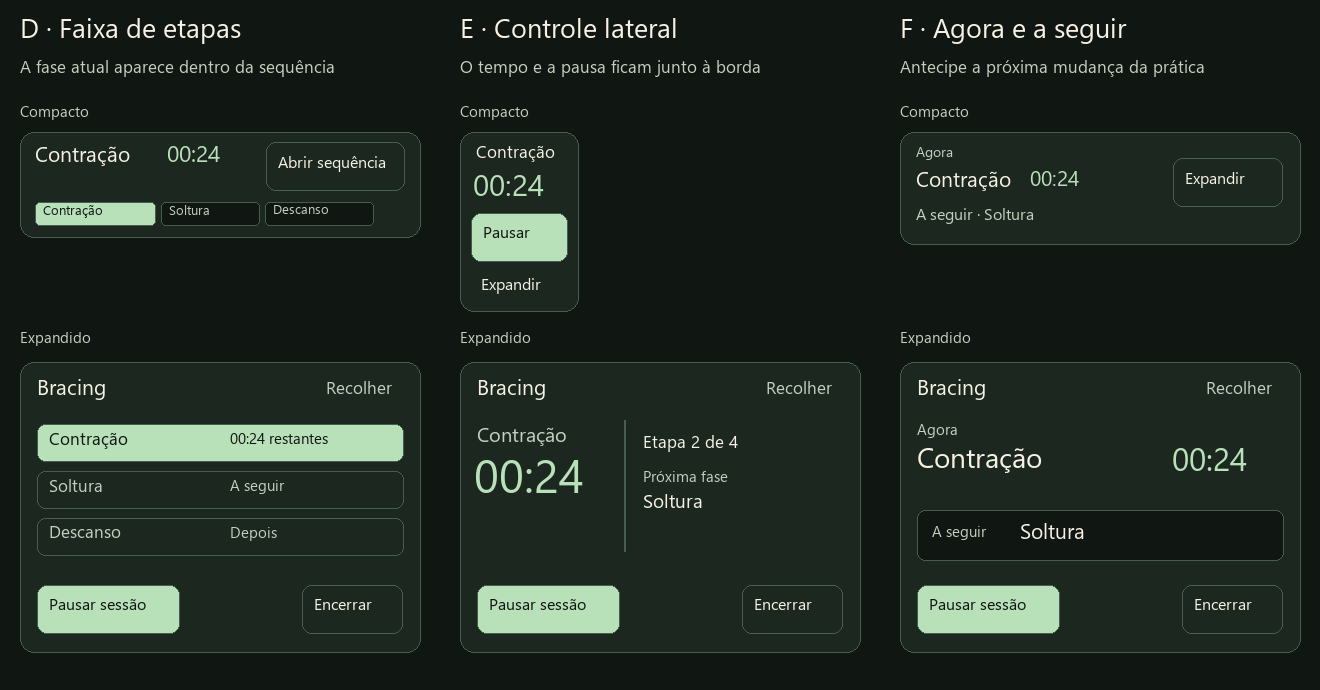 D · Faixa de etapas
A fase atual aparece dentro da sequência
Compacto
Contração 00:24 Abrir sequência
Contração Soltura Descanso
Expandido
Bracing Recolher
Contração 00:24 restantes
Soltura A seguir
Descanso Depois
Pausar sessão Encerrar
E · Controle lateral
O tempo e a pausa ficam junto à borda
Compacto
Contração
00:24
Pausar
Expandir
Expandido
Bracing Recolher
Contração
00:24
Etapa 2 de 4
Próxima fase
Soltura
Pausar sessão Encerrar
F · Agora e a seguir
Antecipe a próxima mudança da prática
Compacto
Agora
Contração 00:24 Expandir
A seguir · Soltura
Expandido
Bracing Recolher
Agora
Contração 00:24
A seguir Soltura
Pausar sessão Encerrar